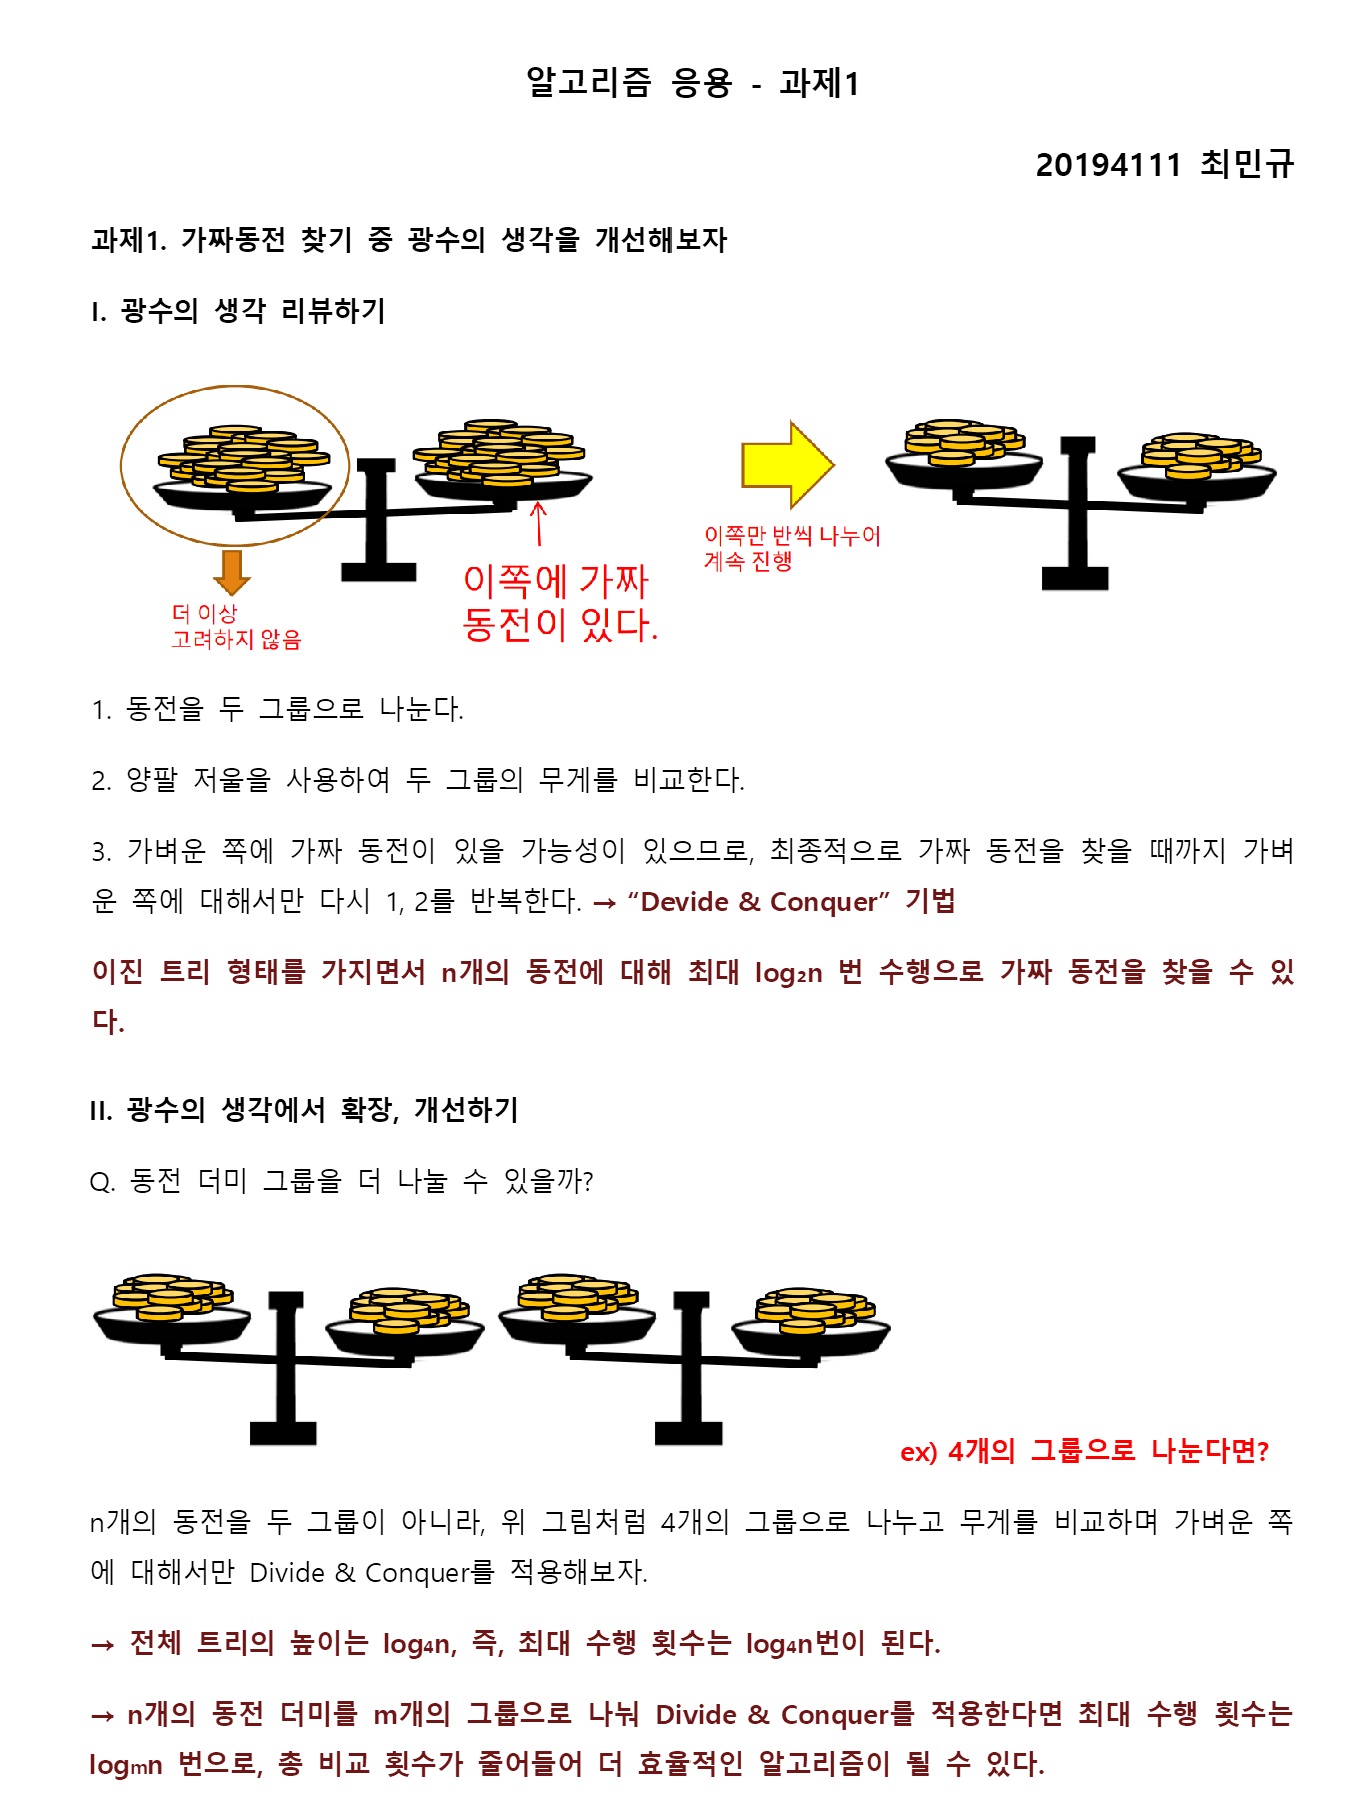 알고리즘 응용 - 과제1
20194111 최민규
과제1. 가짜동전 찾기 중 광수의 생각을 개선해보자
I. 광수의 생각 리뷰하기
더 이상
고려하지 않음
이쪽에 가짜
동전이 있다.
이쪽만 반씩 나누어
계속 진행
1. 동전을 두 그룹으로 나눈다.
2. 양팔 저울을 사용하여 두 그룹의 무게를 비교한다.
3. 가벼운 쪽에 가짜 동전이 있을 가능성이 있으므로, 최종적으로 가짜 동전을 찾을 때까지 가벼
운 쪽에 대해서만 다시 1, 2를 반복한다. → “Devide & Conquer” 기법
이진 트리 형태를 가지면서 n개의 동전에 대해 최대 log₂n 번 수행으로 가짜 동전을 찾을 수 있
다.
II. 광수의 생각에서 확장, 개선하기
Q. 동전 더미 그룹을 더 나눌 수 있을까?
ex) 4개의 그룹으로 나눈다면?
n개의 동전을 두 그룹이 아니라, 위 그림처럼 4개의 그룹으로 나누고 무게를 비교하며 가벼운 쪽
에 대해서만 Divide & Conquer를 적용해보자.
→ 전체 트리의 높이는 log₄n, 즉, 최대 수행 횟수는 log₄n번이 된다.
→ n개의 동전 더미를 m개의 그룹으로 나눠 Divide & Conquer를 적용한다면 최대 수행 횟수는
logₘn 번으로, 총 비교 횟수가 줄어들어 더 효율적인 알고리즘이 될 수 있다.